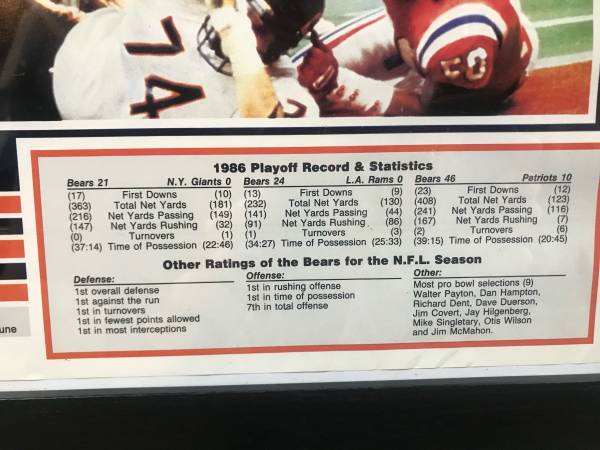 74
1986 Playoff Record & Statistics
Bears 21 N.Y. Giants 0 Bears 24 L.A. Rams 0 Bears 46 Patriots 10
(17) First Downs (10) (13) First Downs (9) (23) First Downs (12)
(363) Total Net Yards (181) (232) Total Net Yards (130) (408) Total Net Yards (123)
(216) Net Yards Passing (149) (141) Net Yards Passing (44) (241) Net Yards Passing (116)
(147) Net Yards Rushing (32) (91) Net Yards Rushing (86) (167) Net Yards Rushing (7)
(0) Turnovers (1) (1) Turnovers (3) (2) Turnovers (6)
(37:14) Time of Possession (22:46) (34:27) Time of Possession (25:33) (39:15) Time of Possession (20:45)
Other Ratings of the Bears for the N.F.L. Season
Defense:
1st overall defense
1st against the run
1st in turnovers
1st in fewest points allowed
1st in most interceptions
Offense:
1st in rushing offense
1st in time of possession
7th in total offense
Other:
Most pro bowl selections (9)
Walter Payton, Dan Hampton,
Richard Dent, Dave Duerson,
Jim Covert, Jay Hilgenberg,
Mike Singletary, Otis Wilson
and Jim McMahon.